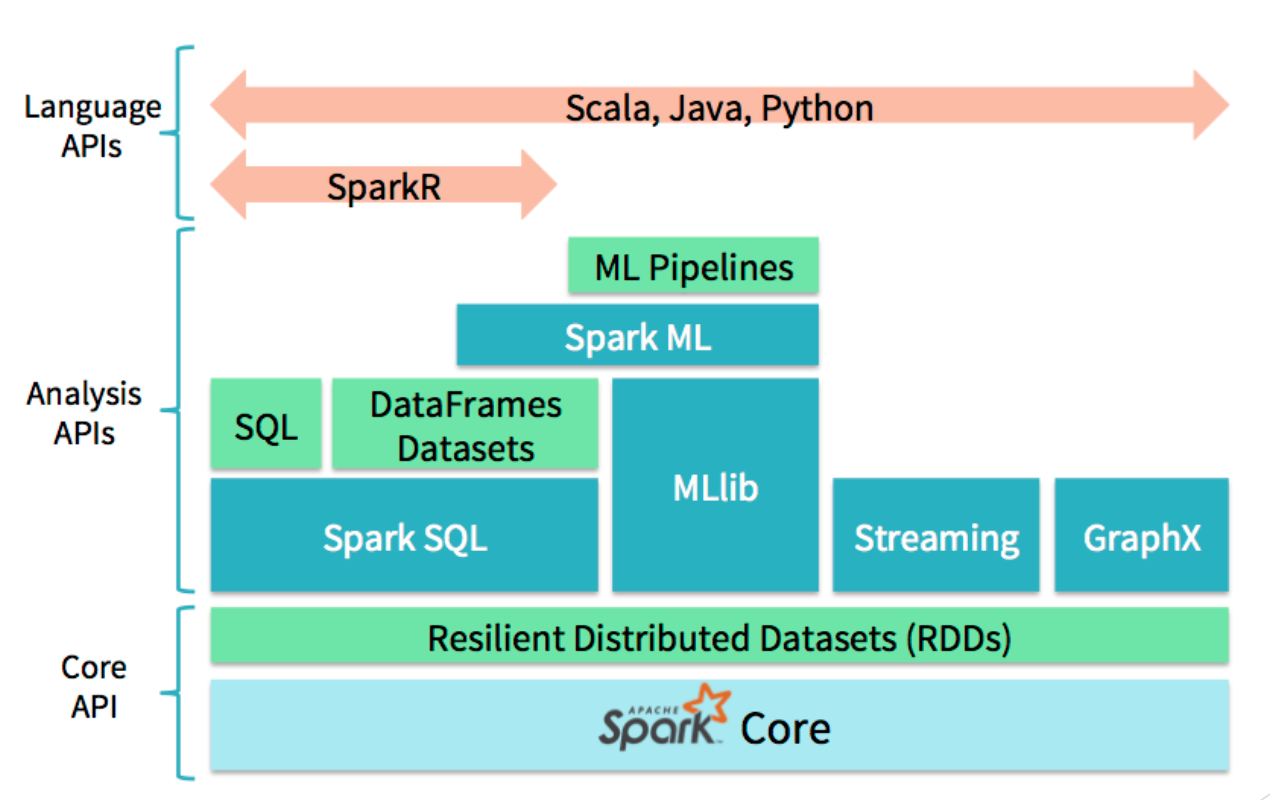 Language
APIs
Scala, Java, Python
SparkR
Analysis
APIs
ML Pipelines
Spark ML
SQL
DataFrames
Datasets
MLlib
Spark SQL
Streaming
GraphX
Core
API
Resilient Distributed Datasets (RDDs)
APACHE
Spark™ Core